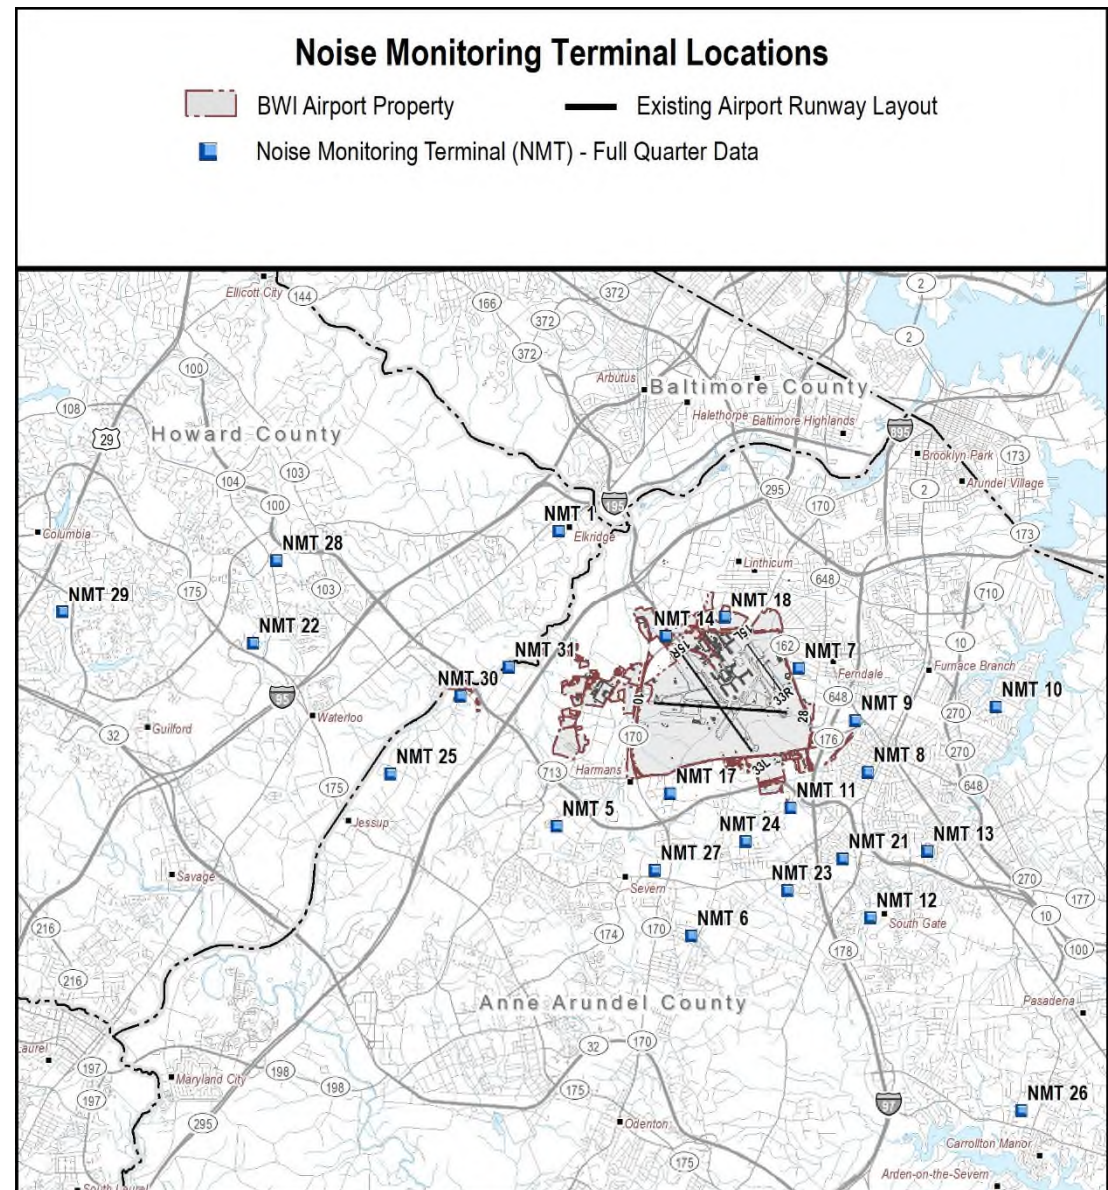 Noise Monitoring Terminal Locations
BWI Airport Property
Existing Airport Runway Layout
Noise Monitoring Terminal (NMT) - Full Quarter Data
Ellicott City
144
166
372
2
372
2
372
100
Arbutus
Baltimore County
108
Halethorpe
Baltimore Highlands
29
Howard County
895
Brooklyn Park
173
103
104
295
2
Arundel Village
100
195
170
NMT 1
Columbia
Elkridge
173
NMT 28
Linthicum
103
648
175
710
NMT 29
NMT 18
NMT 14
NMT 22
15R
15L
162
10
NMT 31
NMT 7
Ferndale
Furnace Branch
NMT 30
33R
648
95
10
28
NMT 9
NMT 10
270
Waterloo
Guilford
32
170
176
NMT 8
270
NMT 25
713
Harmans
33L
NMT 17
648
175
NMT 11
NMT 5
Jessup
NMT 24
NMT 21
NMT 13
NMT 27
Savage
Severn
NMT 23
270
177
NMT 12
10
216
174
170
NMT 6
South Gate
178
100
216
Anne Arundel County
Pasadena
32
170
Laurel
197
198
Maryland City
198
175
197
97
NMT 26
295
Odenton
Carrollton Manor
175
Arden-on-the-Severn
South Laurel